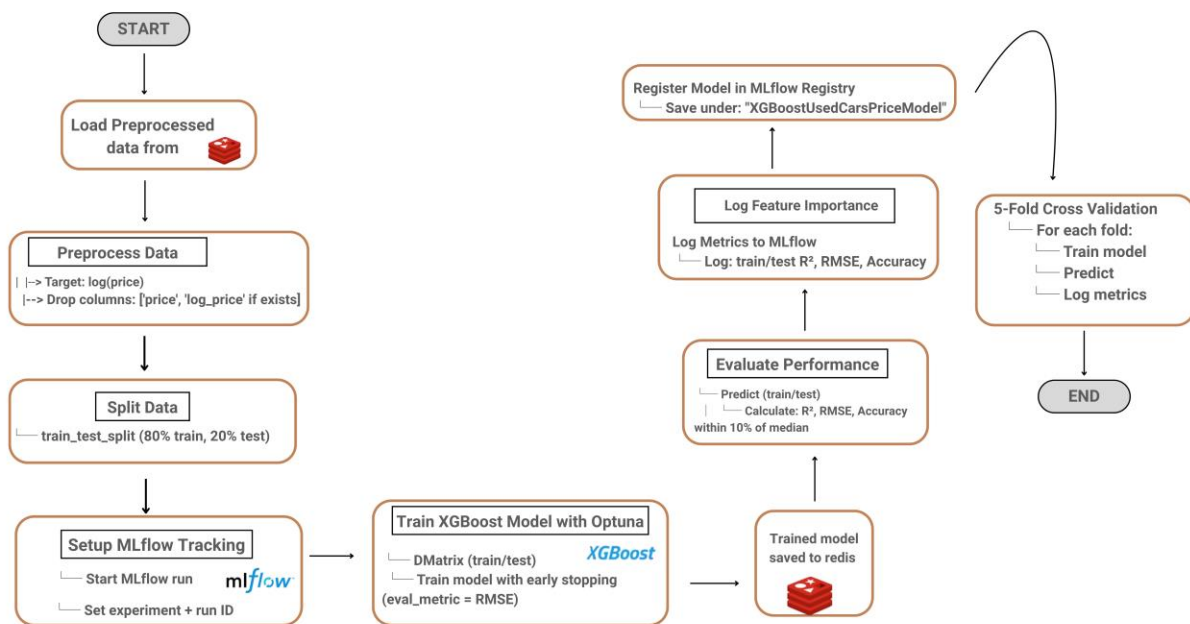 START
Load Preprocessed
data from
Preprocess Data
| |–> Target: log(price)
|--> Drop columns: ['price', 'log_price' if exists]
Split Data
└── train_test_split (80% train, 20% test)
Setup MLflow Tracking
└── Start MLflow run
mlflow
└── Set experiment + run ID
Train XGBoost Model with Optuna
XGBoost
└── DMatrix (train/test)
└── Train model with early stopping
(eval_metric = RMSE)
Trained model
saved to redis
Evaluate Performance
└── Predict (train/test)
| └── Calculate: R², RMSE, Accuracy
within 10% of median
Log Feature Importance
Log Metrics to MLflow
└── Log: train/test R², RMSE, Accuracy
Register Model in MLflow Registry
└── Save under: "XGBoostUsedCarsPriceModel"
5-Fold Cross Validation
└── For each fold:
└── Train model
└── Predict
└── Log metrics
END